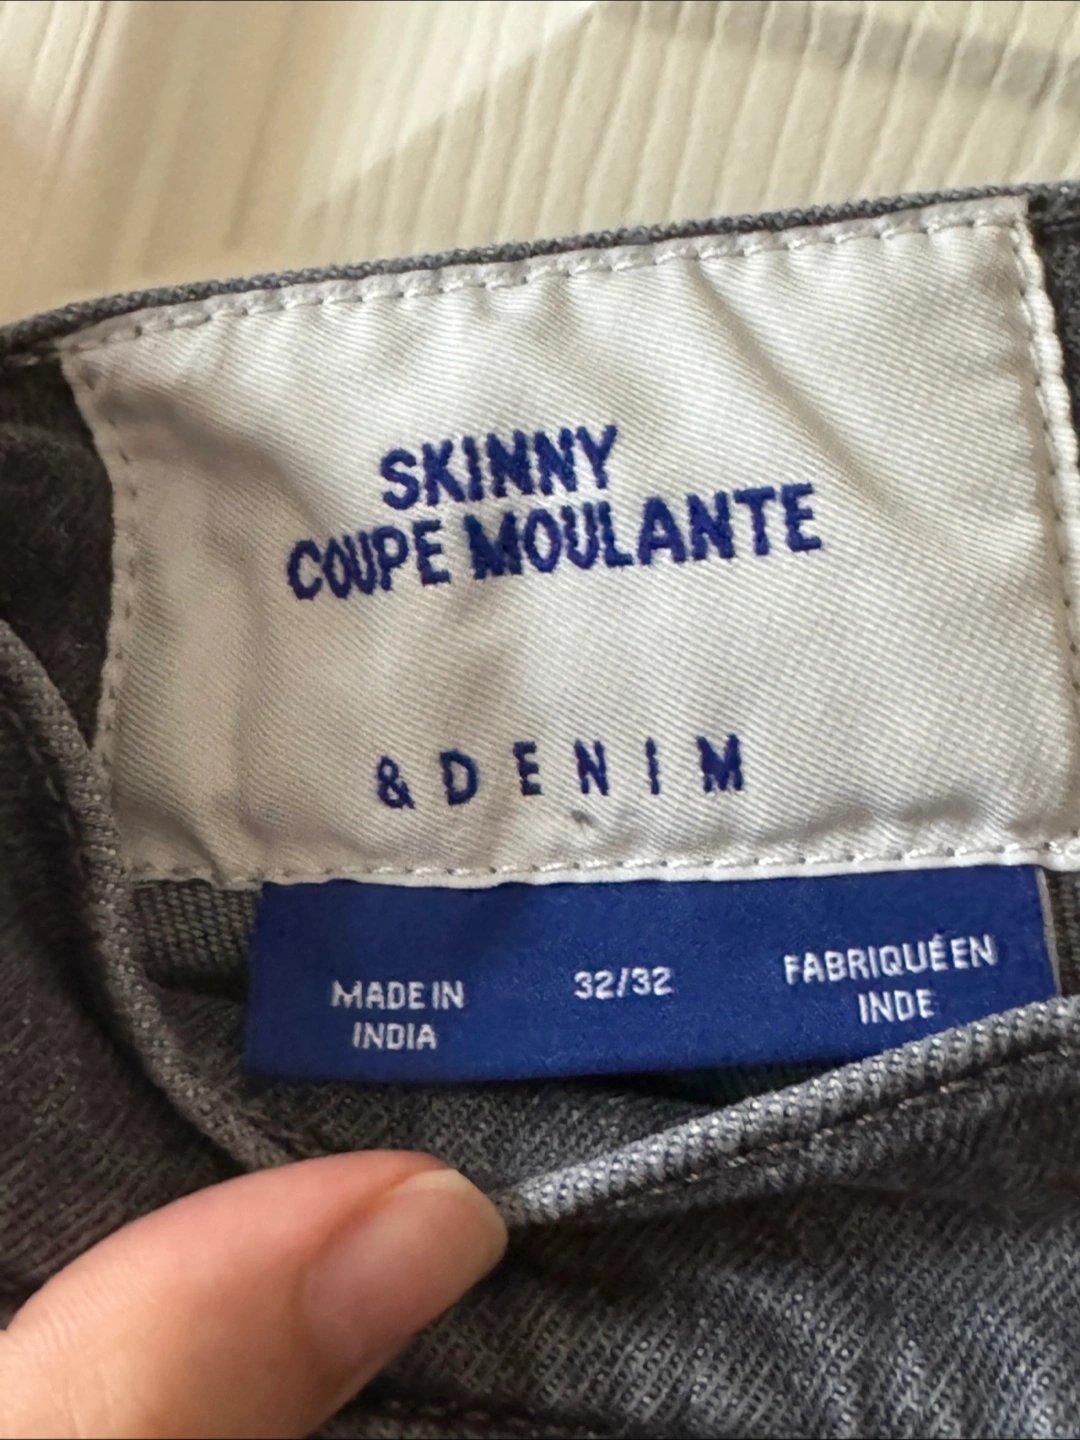 SKINNY
COUPE MOULANTE
& DENIM
MADE IN
INDIA
32/32
FABRIQUÉ EN
INDE